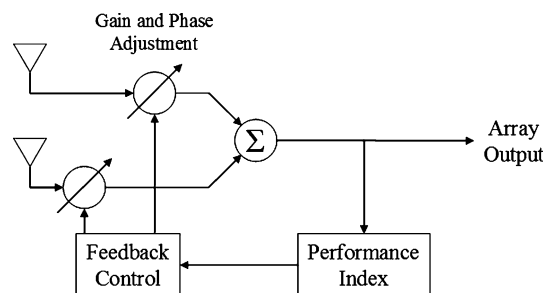 Gain and Phase
Adjustment
Σ
Array
Output
Feedback
Control
Performance
Index